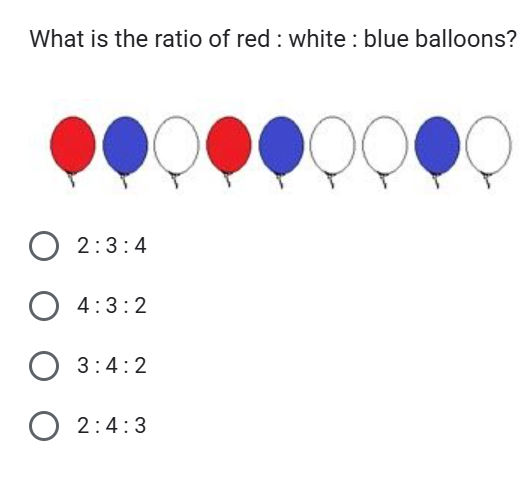 What is the ratio of red : white : blue balloons?
2 : 3 : 4
4 : 3 : 2
3 : 4 : 2
2 : 4 : 3